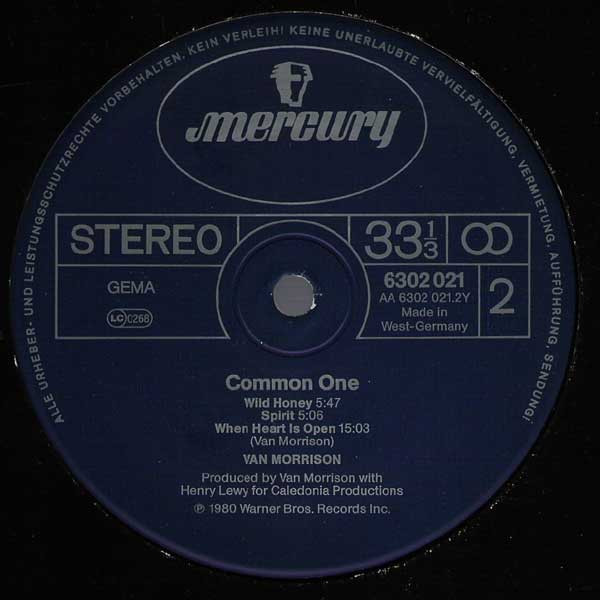 ALLE URHEBER- UND LEISTUNGSSCHUTZRECHTE VORBEHALTEN. KEIN VERLEIH! KEINE UNERLAUBTE VERVIELFÄLTIGUNG, VERMIETUNG, AUFFÜHRUNG, SENDUNG!
mercury
STEREO
33 1/3
GEMA
LC 0268
6302 021
AA 6302 021.2Y
Made in
West-Germany
2
Common One
Wild Honey 5:47
Spirit 5:06
When Heart Is Open 15:03
(Van Morrison)
VAN MORRISON
Produced by Van Morrison with
Henry Lewy for Caledonia Productions
℗ 1980 Warner Bros. Records Inc.